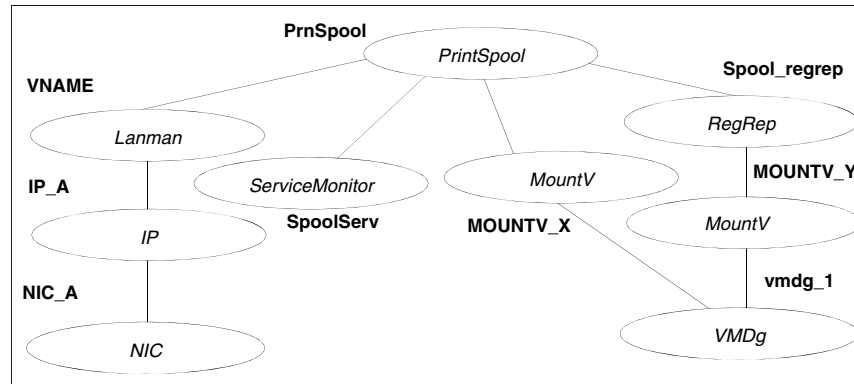 PrnSpool
PrintSpool
Spool_regrep
VNAME
Lanman
RegRep
IP_A
ServiceMonitor
MountV
MOUNTV_Y
SpoolServ
MOUNTV_X
IP
MountV
NIC_A
vmdg_1
NIC
VMDg